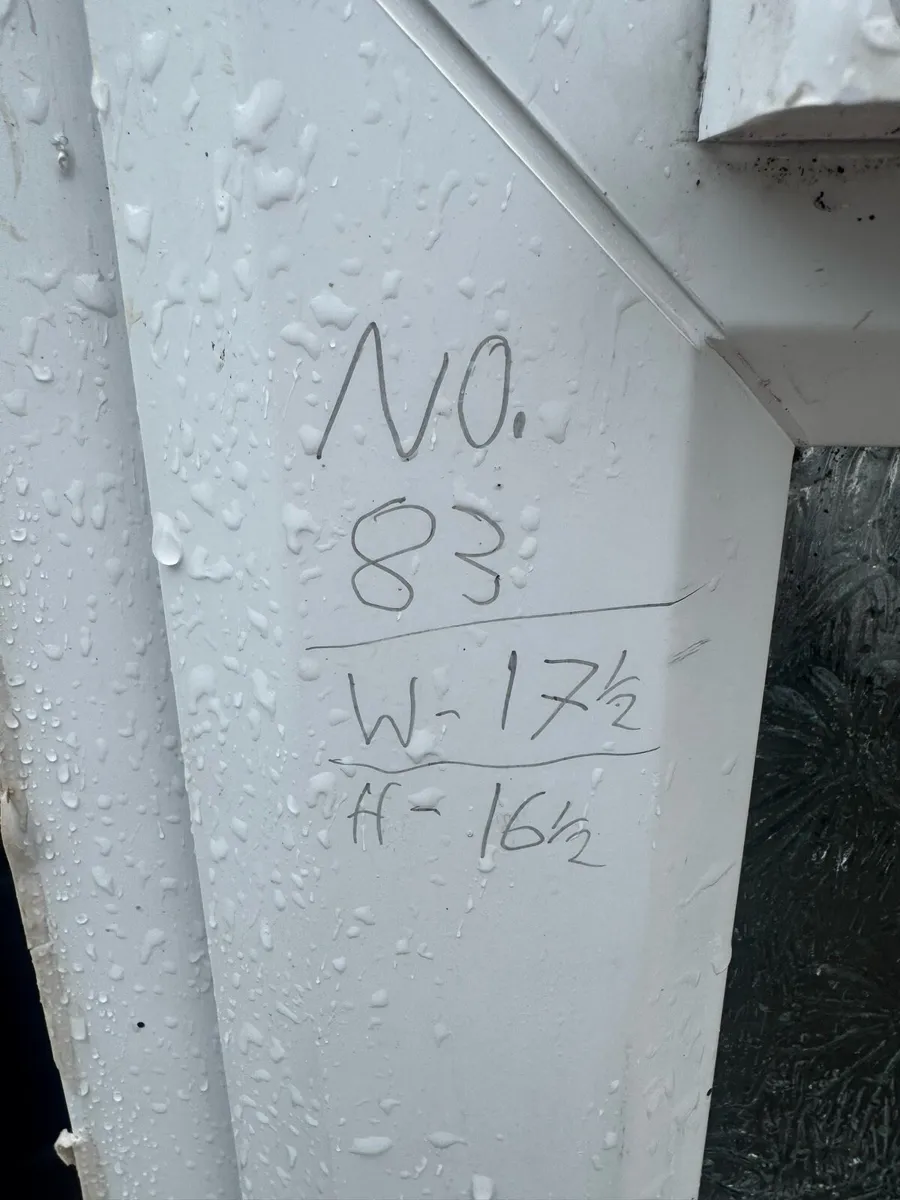 NO.
83
W- 17½
H- 16½